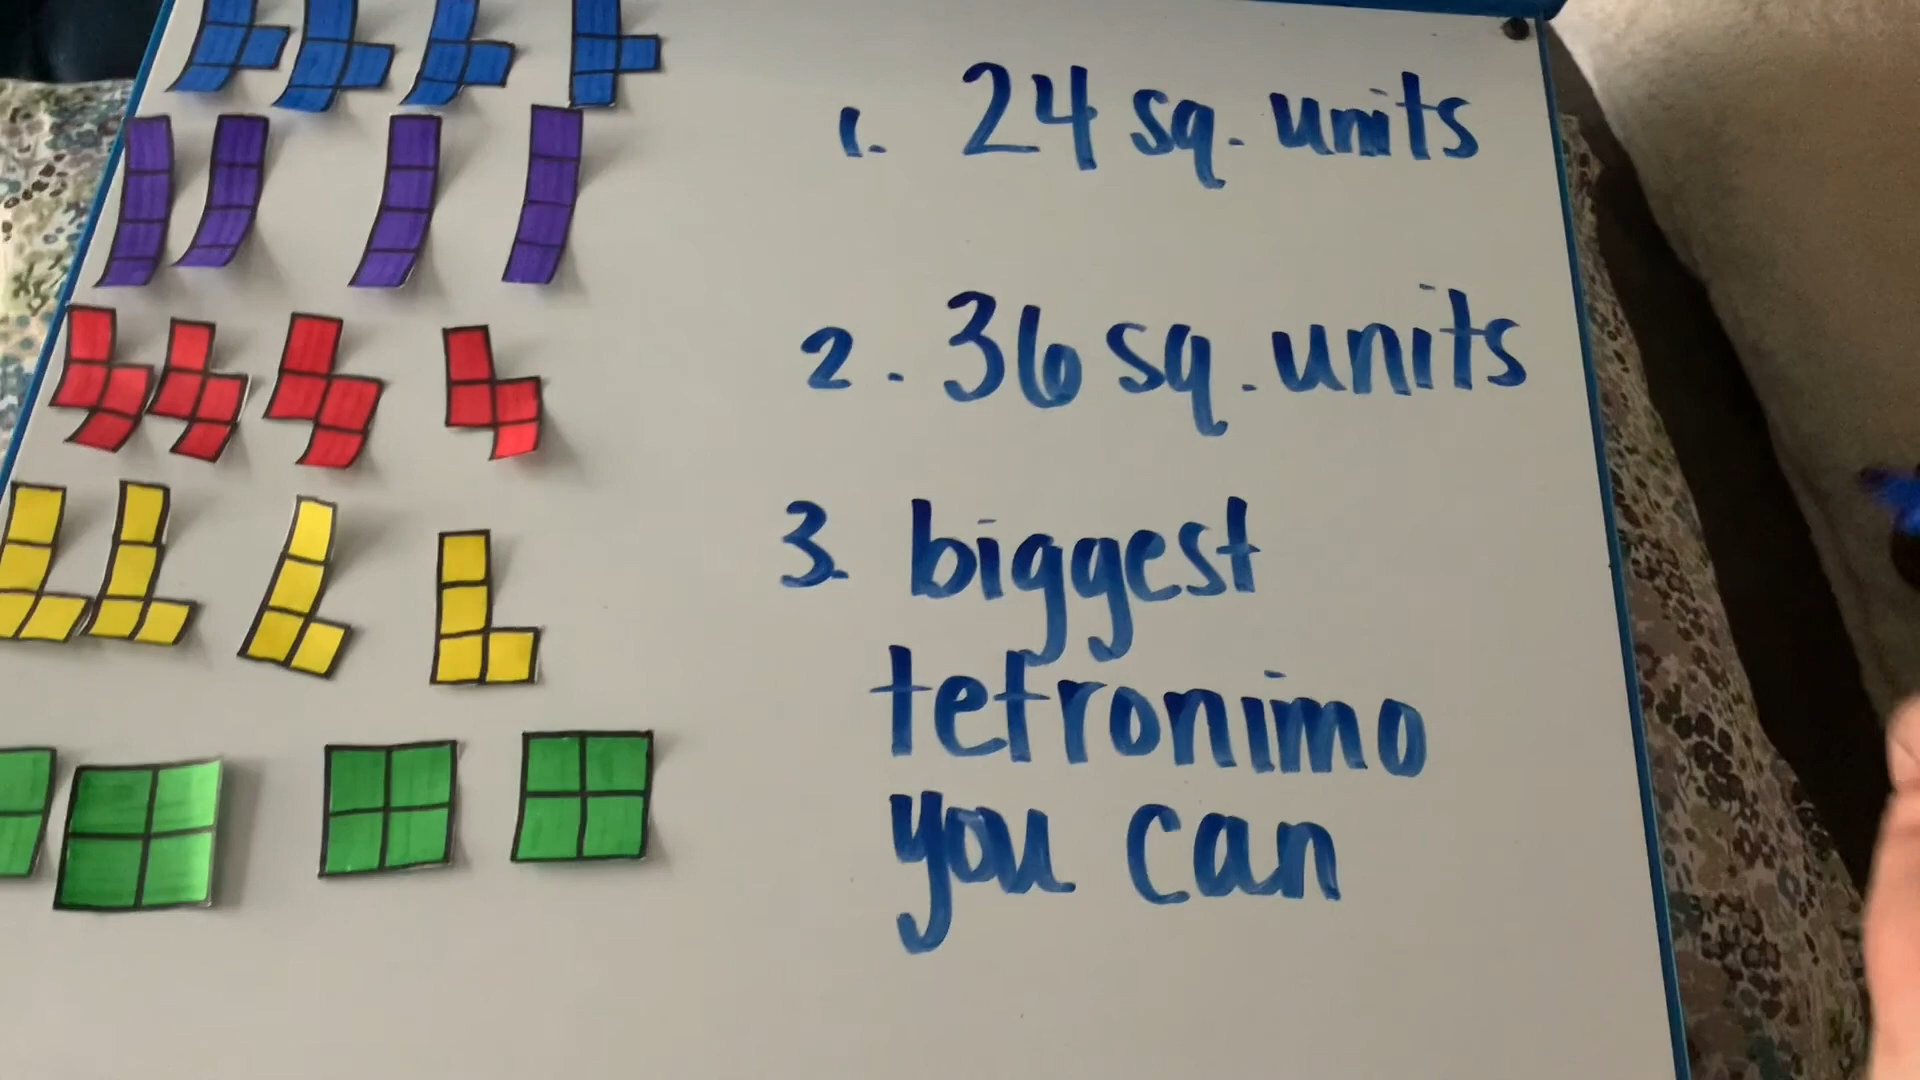 1. 24 sq. units
2. 36 sq. units
3. biggest
tetronimo
you can